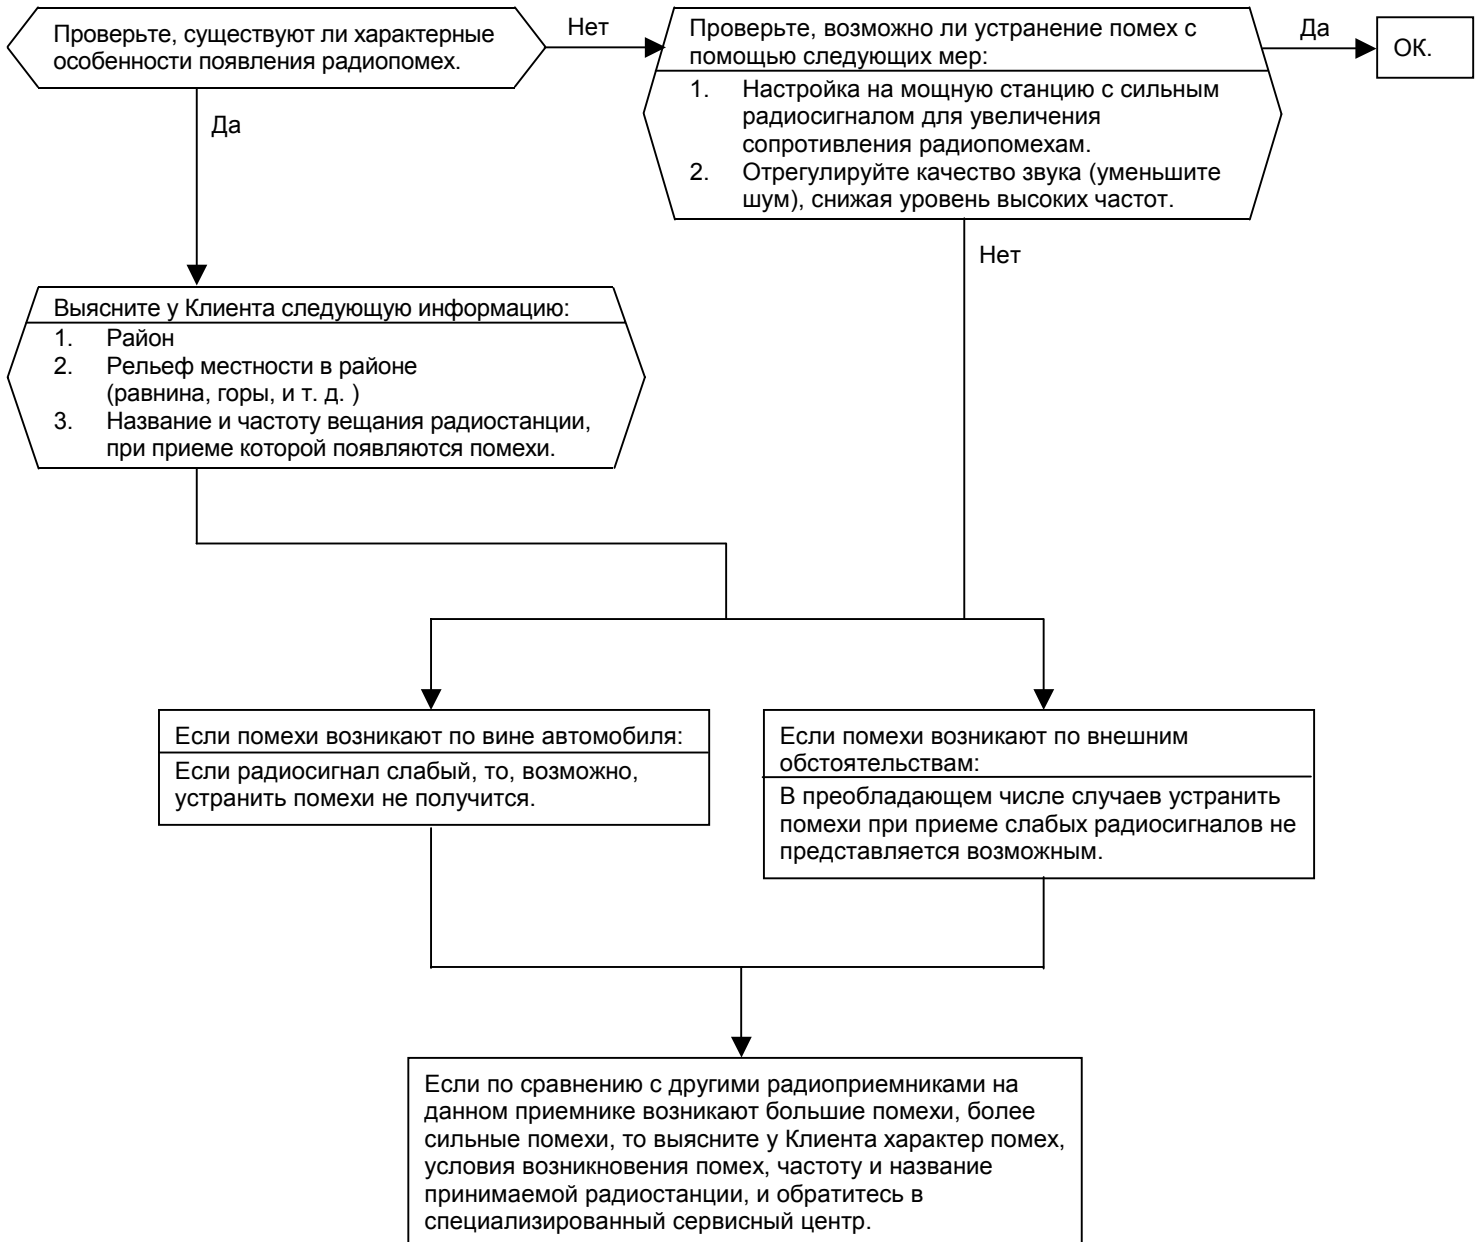 Проверьте, существуют ли характерные
особенности появления радиопомех.
Нет
Проверьте, возможно ли устранение помех с
помощью следующих мер:
1. Настройка на мощную станцию с сильным
радиосигналом для увеличения
сопротивления радиопомехам.
2. Отрегулируйте качество звука (уменьшите
шум), снижая уровень высоких частот.
Да
ОК.
Да
Нет
Выясните у Клиента следующую информацию:
1. Район
2. Рельеф местности в районе
(равнина, горы, и т. д. )
3. Название и частоту вещания радиостанции,
при приеме которой появляются помехи.
Если помехи возникают по вине автомобиля:
Если радиосигнал слабый, то, возможно,
устранить помехи не получится.
Если помехи возникают по внешним
обстоятельствам:
В преобладающем числе случаев устранить
помехи при приеме слабых радиосигналов не
представляется возможным.
Если по сравнению с другими радиоприемниками на
данном приемнике возникают большие помехи, более
сильные помехи, то выясните у Клиента характер помех,
условия возникновения помех, частоту и название
принимаемой радиостанции, и обратитесь в
специализированный сервисный центр.